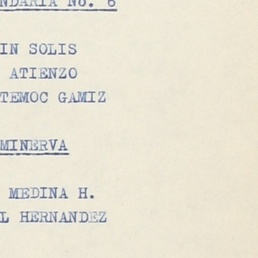 NDARIA No. 6
IN SOLIS
ATIENZO
TEMOC GAMIZ
MINERVA
MEDINA H.
L HERNANDEZ